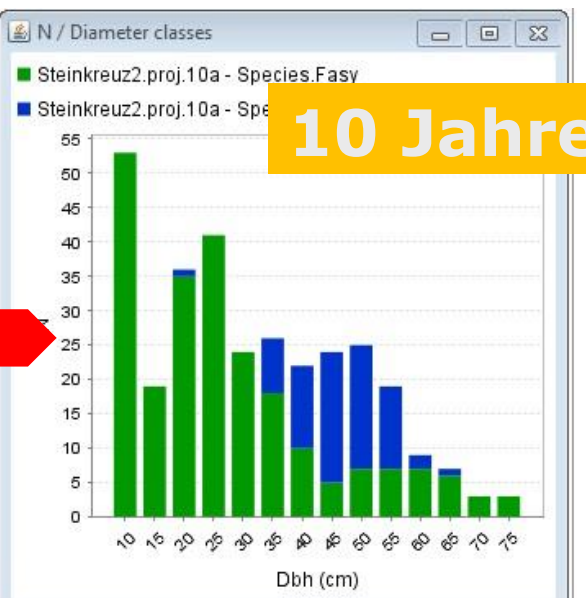 N / Diameter classes
Steinkreuz2.proj.10a - Species.Fasy
Steinkreuz2.proj.10a - Spe
10 Jahre
55
50
45
40
35
30
25
20
15
10
5
0
10 15 20 25 30 35 40 45 50 55 60 65 70 75
Dbh (cm)